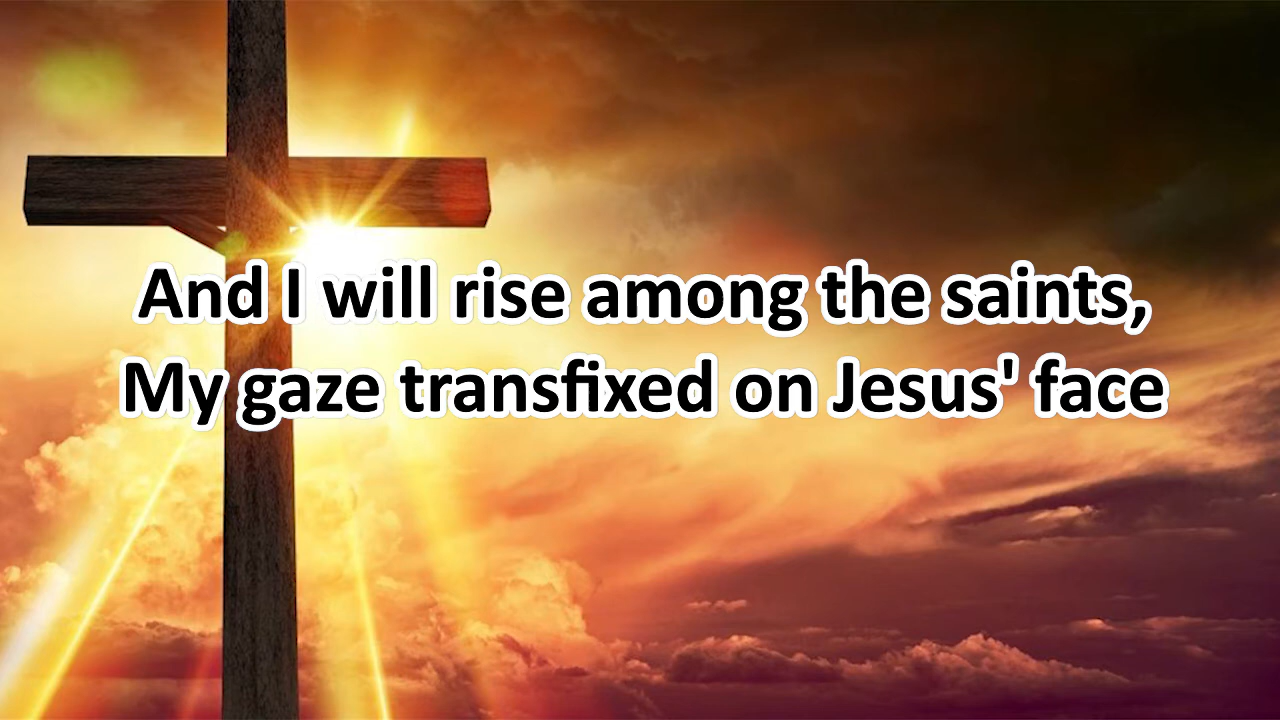 And I will rise among the saints,
My gaze transfixed on Jesus' face